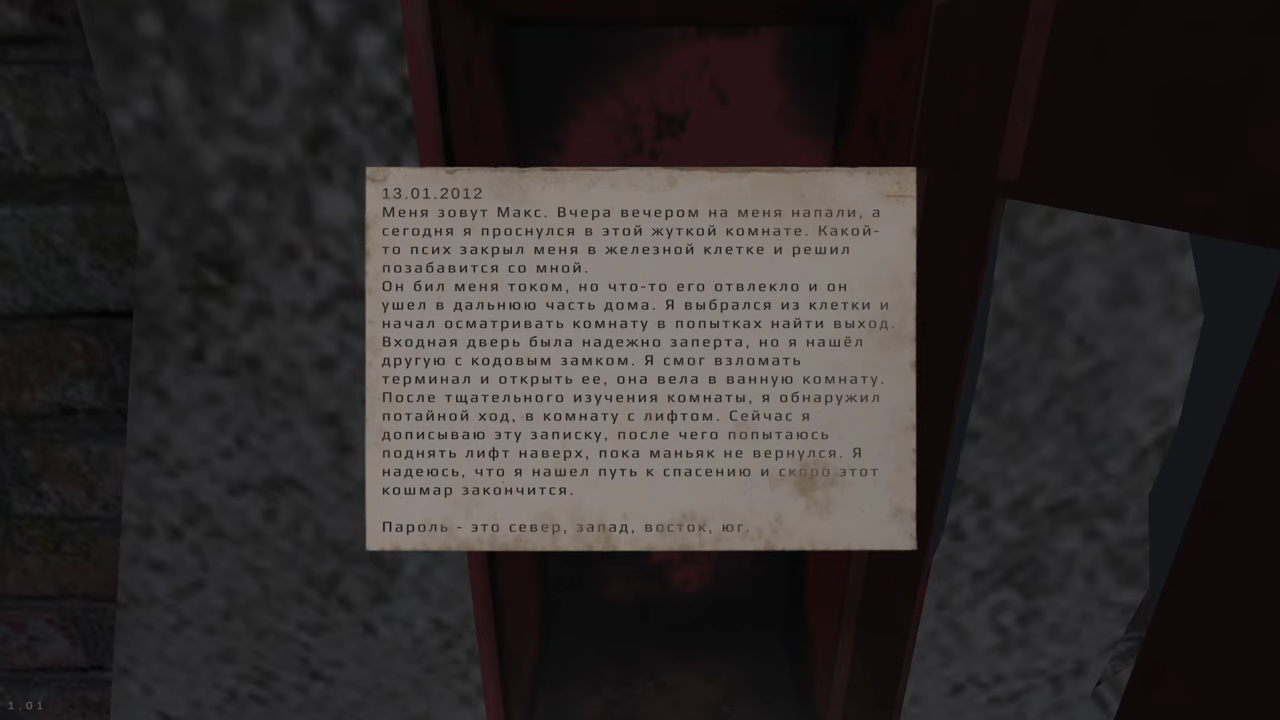 13.01.2012
Меня зовут Макс. Вчера вечером на меня напали, а
сегодня я проснулся в этой жуткой комнате. Какой-
то псих закрыл меня в железной клетке и решил
позабавится со мной.
Он бил меня током, но что-то его отвлекло и он
ушел в дальнюю часть дома. Я выбрался из клетки и
начал осматривать комнату в попытках найти выход.
Входная дверь была надежно заперта, но я нашёл
другую с кодовым замком. Я смог взломать
терминал и открыть ее, она вела в ванную комнату.
После тщательного изучения комнаты, я обнаружил
потайной ход, в комнату с лифтом. Сейчас я
дописываю эту записку, после чего попытаюсь
поднять лифт наверх, пока маньяк не вернулся. Я
надеюсь, что я нашел путь к спасению и скоро этот
кошмар закончится.
Пароль - это север, запад, восток, юг.
1.01